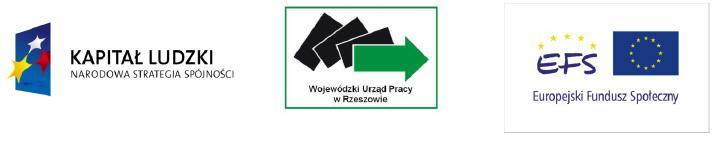 KAPITAŁ LUDZKI
NARODOWA STRATEGIA SPÓJNOŚCI
Wojewódzki Urząd Pracy
w Rzeszowie
EFS
Europejski Fundusz Społeczny